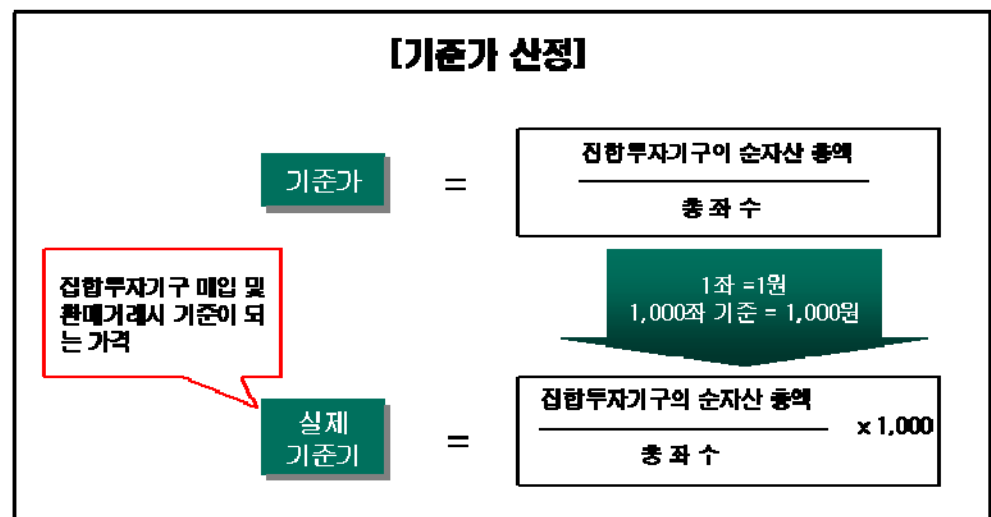 [기준가 산정]
기준가
=
집합투자기구의 순자산 총액
총 좌 수
집합투자기구 매입 및
환매거래시 기준이 되
는 가격
1좌 =1원
1,000좌 기준 = 1,000원
실제
기준기
=
집합투자기구의 순자산 총액
총 좌 수
x 1,000